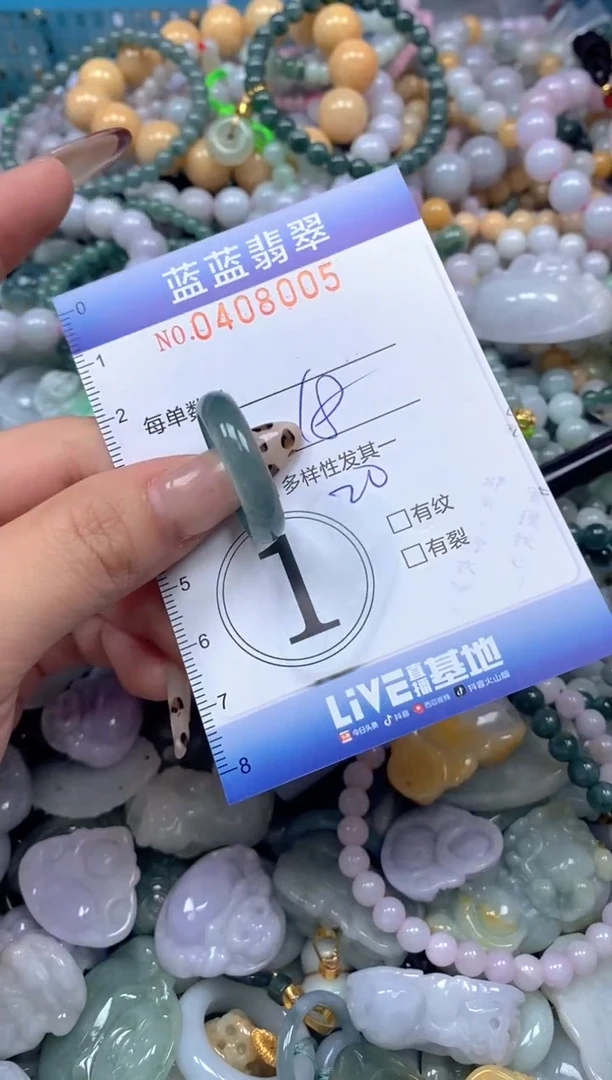 蓝蓝翡翠
NO.0408005
0
1
2
每单数
18
多样性发其一
20
□有纹
□有裂
1
5
6
7
8
LiVE直播基地
今日头条 抖音 西瓜视频 抖音火山版